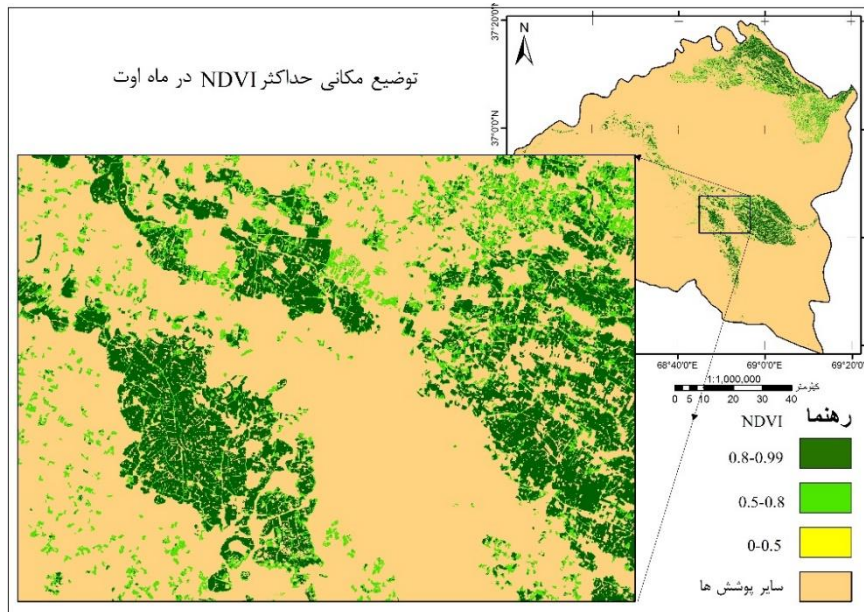 توضیع مکانی حداکثر NDVI در ماه اوت
37°20'
N
37°0'0"N
68°40'0"E 69°0'0"E 69°20'0"E
1:1,000,000
کیلومتر
0 5 10 20 30 40
رهنما
NDVI
0.8-0.99
0.5-0.8
0-0.5
سایر پوشش ها